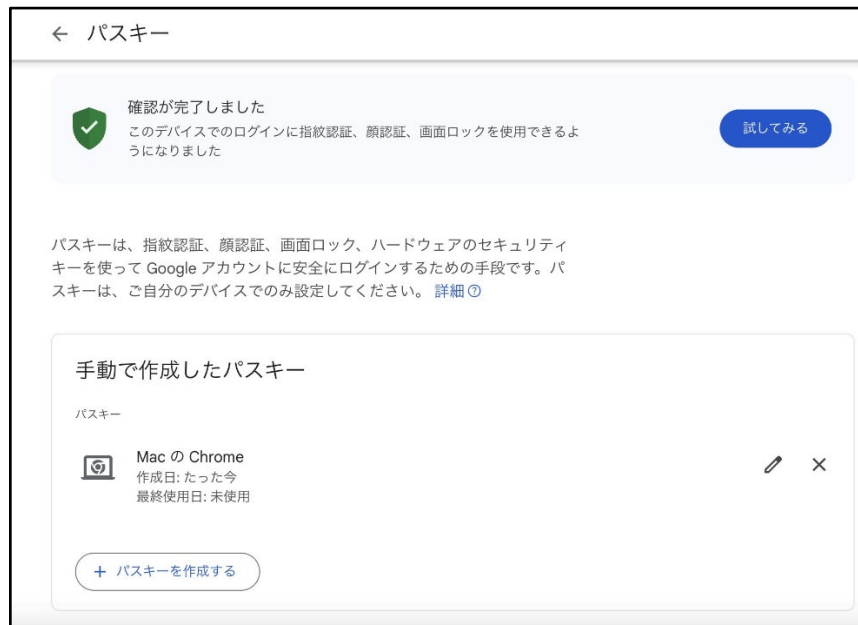 ← パスキー
確認が完了しました
このデバイスでのログインに指紋認証、顔認証、画面ロックを使用できるよ
うになりました
試してみる
パスキーは、指紋認証、顔認証、画面ロック、ハードウェアのセキュリティ
キーを使って Google アカウントに安全にログインするための手段です。パ
スキーは、ご自分のデバイスでのみ設定してください。 詳細
手動で作成したパスキー
パスキー
Mac の Chrome
作成日: たった今
最終使用日: 未使用
+ パスキーを作成する